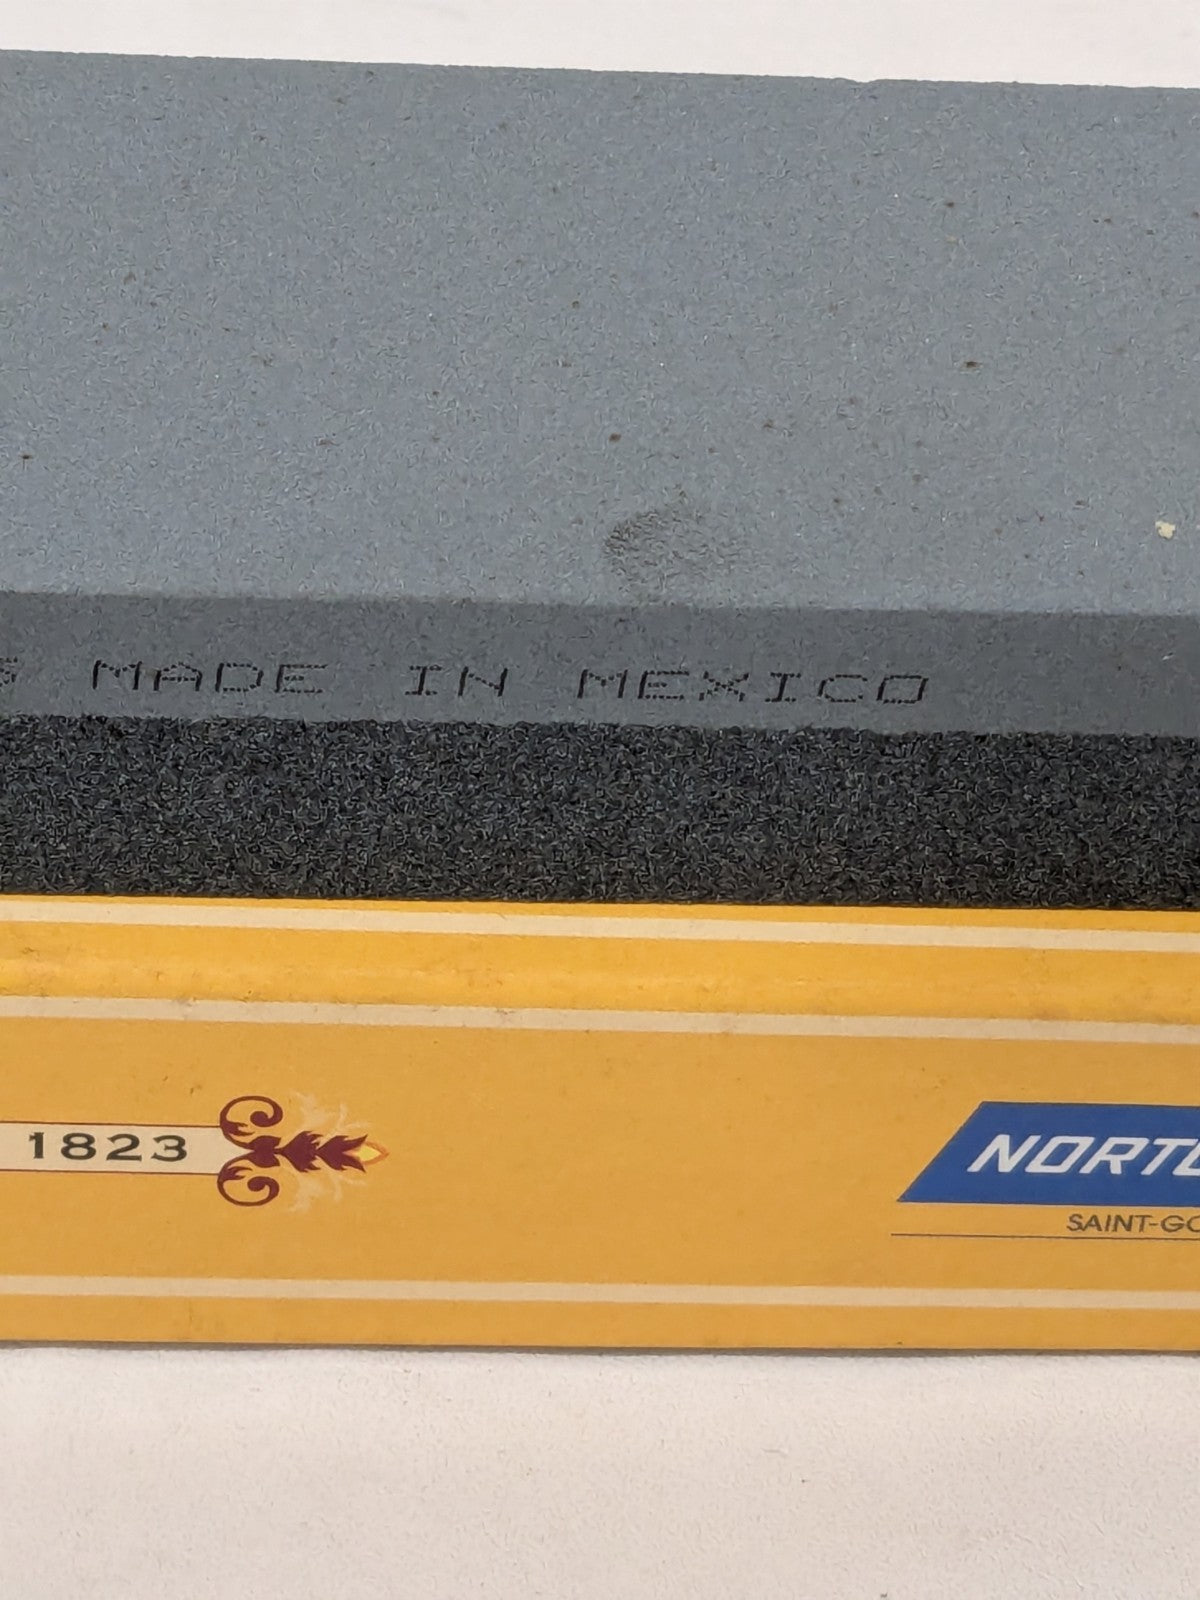 MADE IN MEXICO
1823
NORTO
SAINT-GO